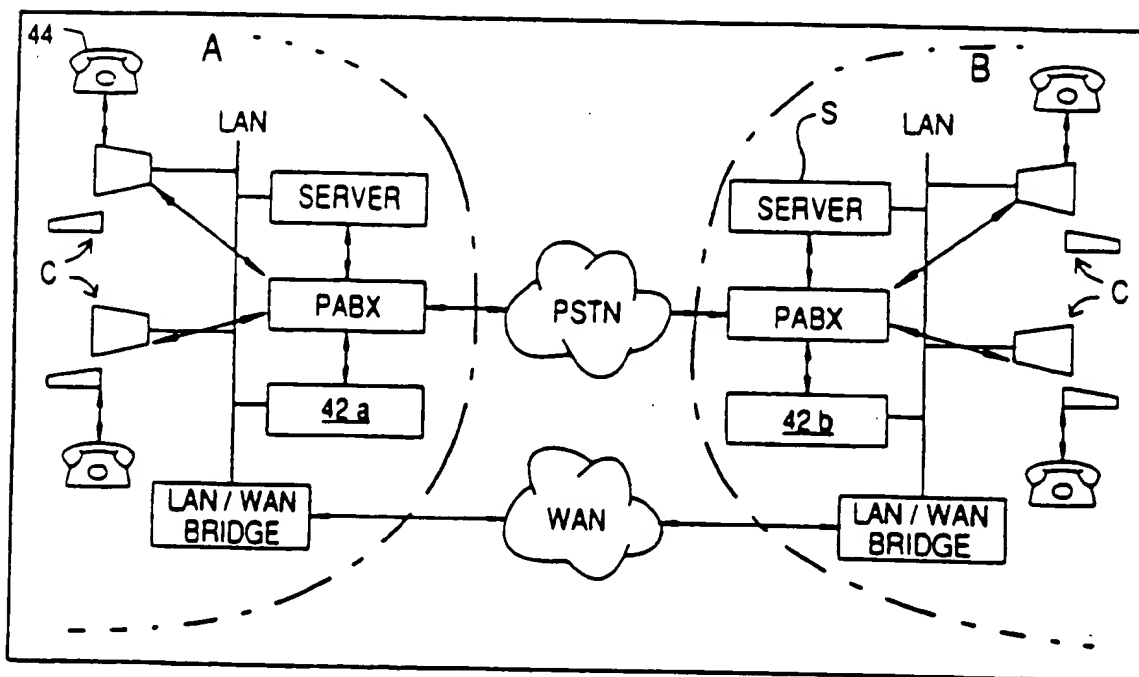 44
A
B
S
LAN
LAN
SERVER
SERVER
C
PABX
PSTN
PABX
C
42 a
42 b
LAN / WAN
BRIDGE
WAN
LAN / WAN
BRIDGE